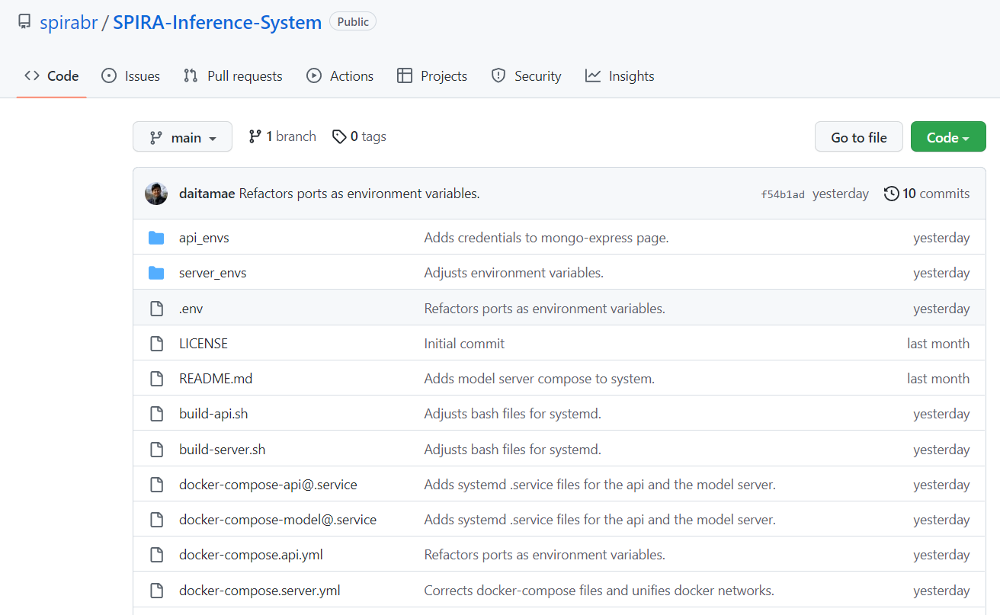 spirabr / SPIRA-Inference-System Public
Code Issues Pull requests Actions Projects Security Insights
main 1 branch 0 tags Go to file Code
daitamae Refactors ports as environment variables. f54b1ad yesterday 10 commits
api_envs Adds credentials to mongo-express page. yesterday
server_envs Adjusts environment variables. yesterday
.env Refactors ports as environment variables. yesterday
LICENSE Initial commit last month
README.md Adds model server compose to system. last month
build-api.sh Adjusts bash files for systemd. yesterday
build-server.sh Adjusts bash files for systemd. yesterday
docker-compose-api@.service Adds systemd .service files for the api and the model server. yesterday
docker-compose-model@.service Adds systemd .service files for the api and the model server. yesterday
docker-compose.api.yml Refactors ports as environment variables. yesterday
docker-compose.server.yml Corrects docker-compose files and unifies docker networks. yesterday